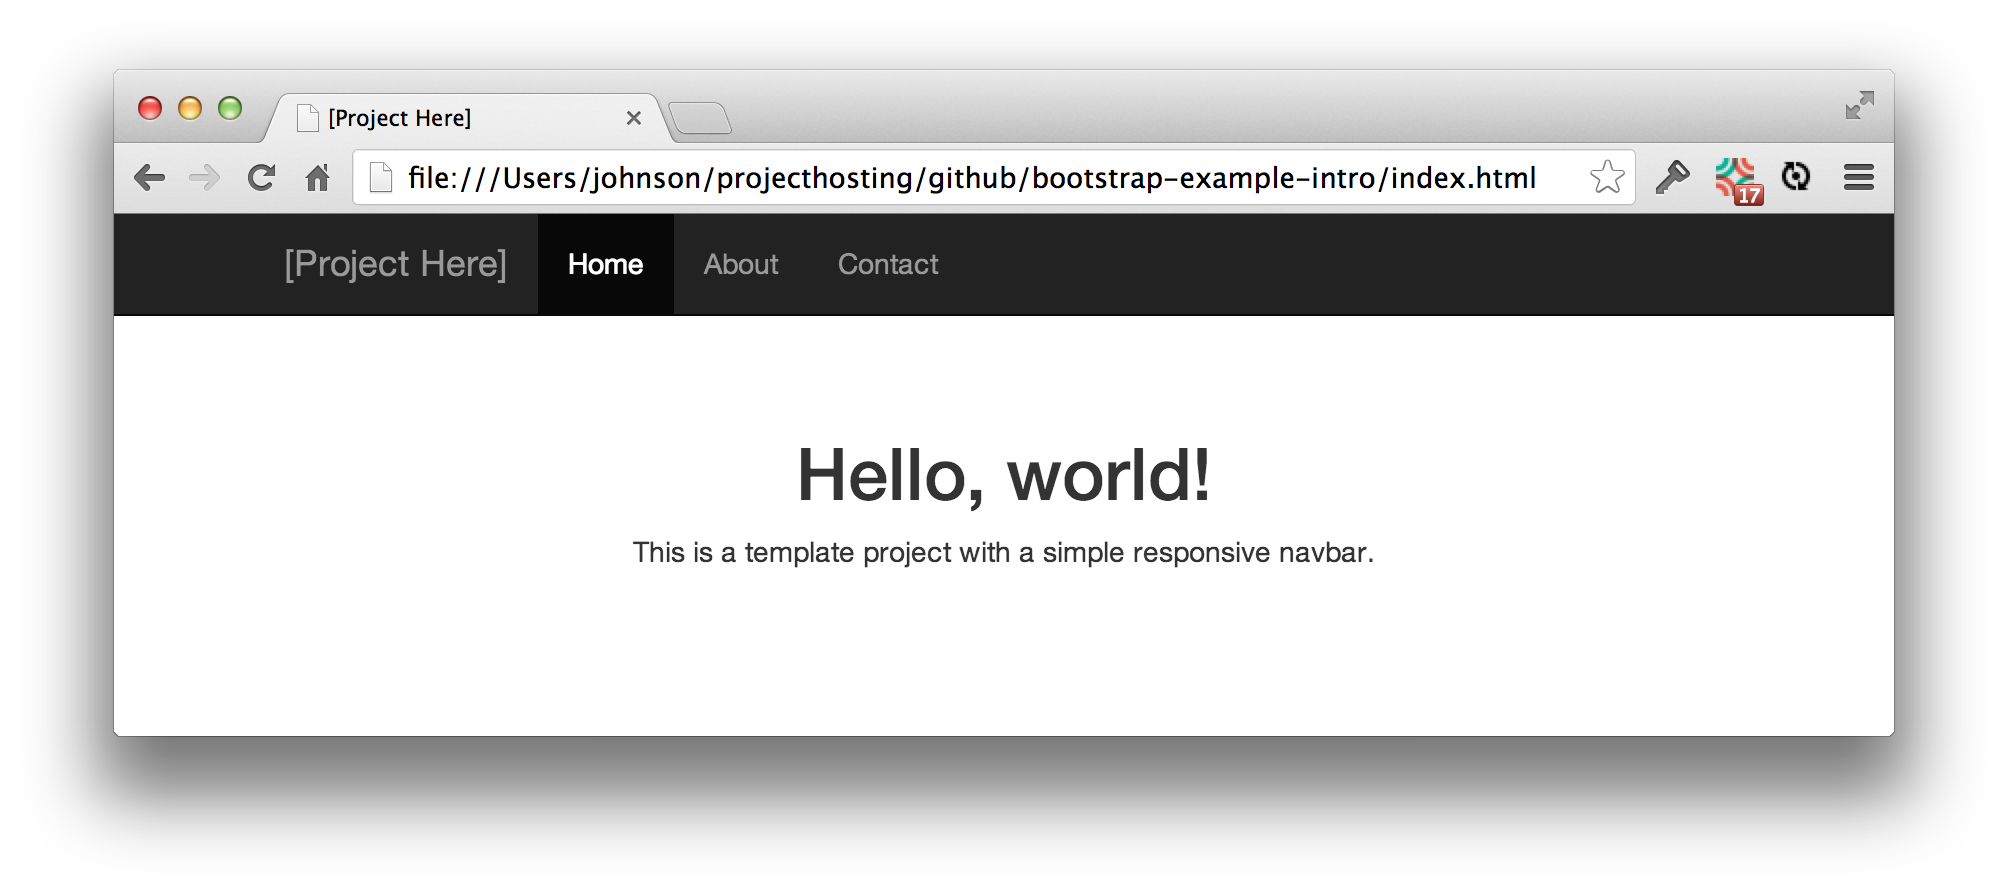 [Project Here]
file:///Users/johnson/projecthosting/github/bootstrap-example-intro/index.html
17
[Project Here] Home About Contact
Hello, world!
This is a template project with a simple responsive navbar.